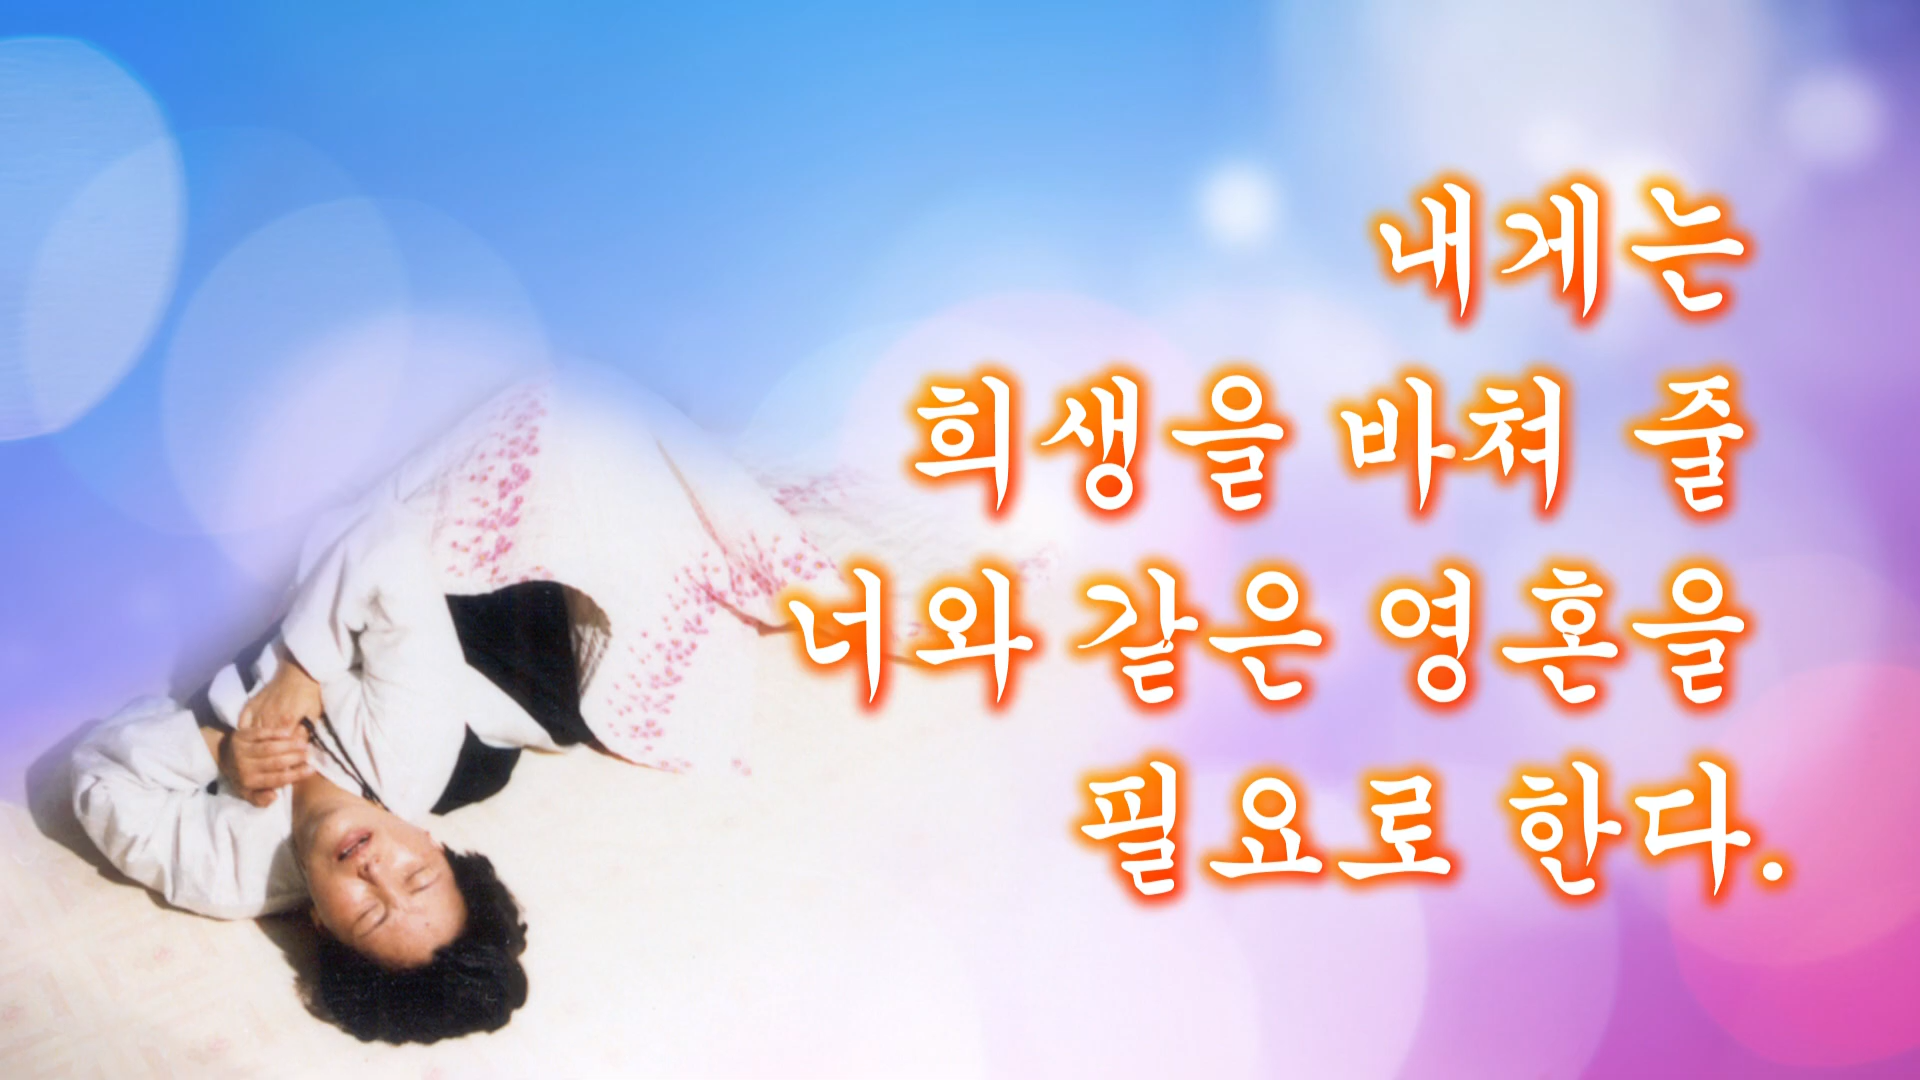 내게는
희생을 바쳐 줄
너와 같은 영혼을
필요로 한다.